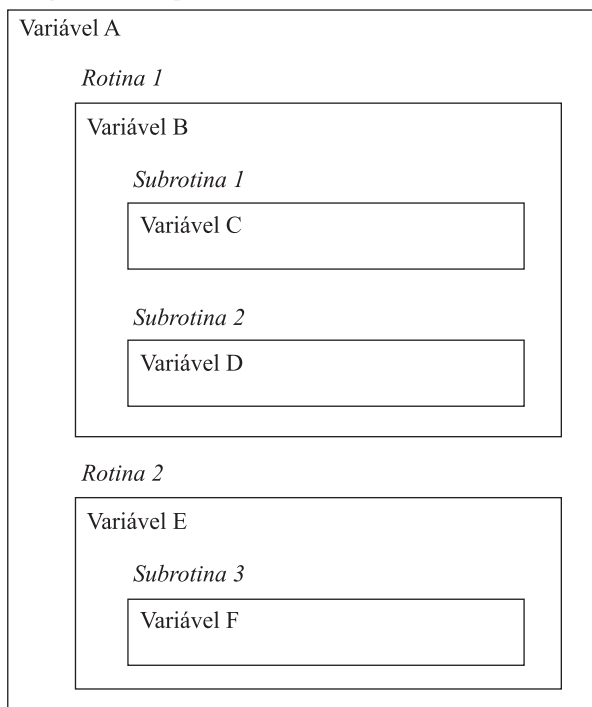 Variável A
Rotina 1
Variável B
Subrotina 1
Variável C
Subrotina 2
Variável D
Rotina 2
Variável E
Subrotina 3
Variável F